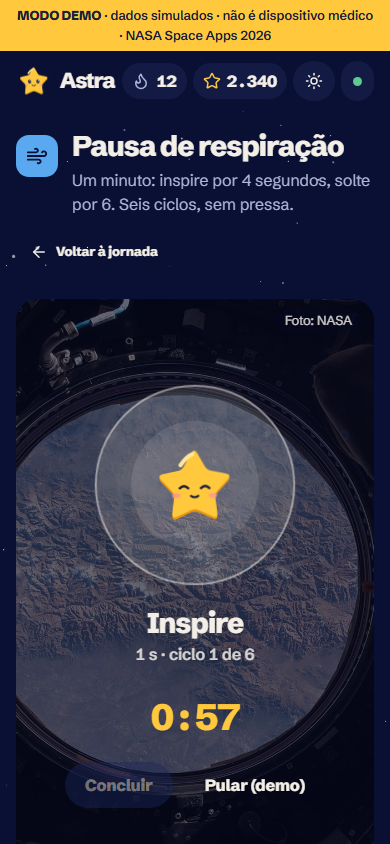 MODO DEMO · dados simulados · não é dispositivo médico
· NASA Space Apps 2026
Astra
12
2.340
Pausa de respiração
Um minuto: inspire por 4 segundos, solte
por 6. Seis ciclos, sem pressa.
Voltar à jornada
Foto: NASA
Inspire
1 s · ciclo 1 de 6
0:57
Concluir
Pular (demo)